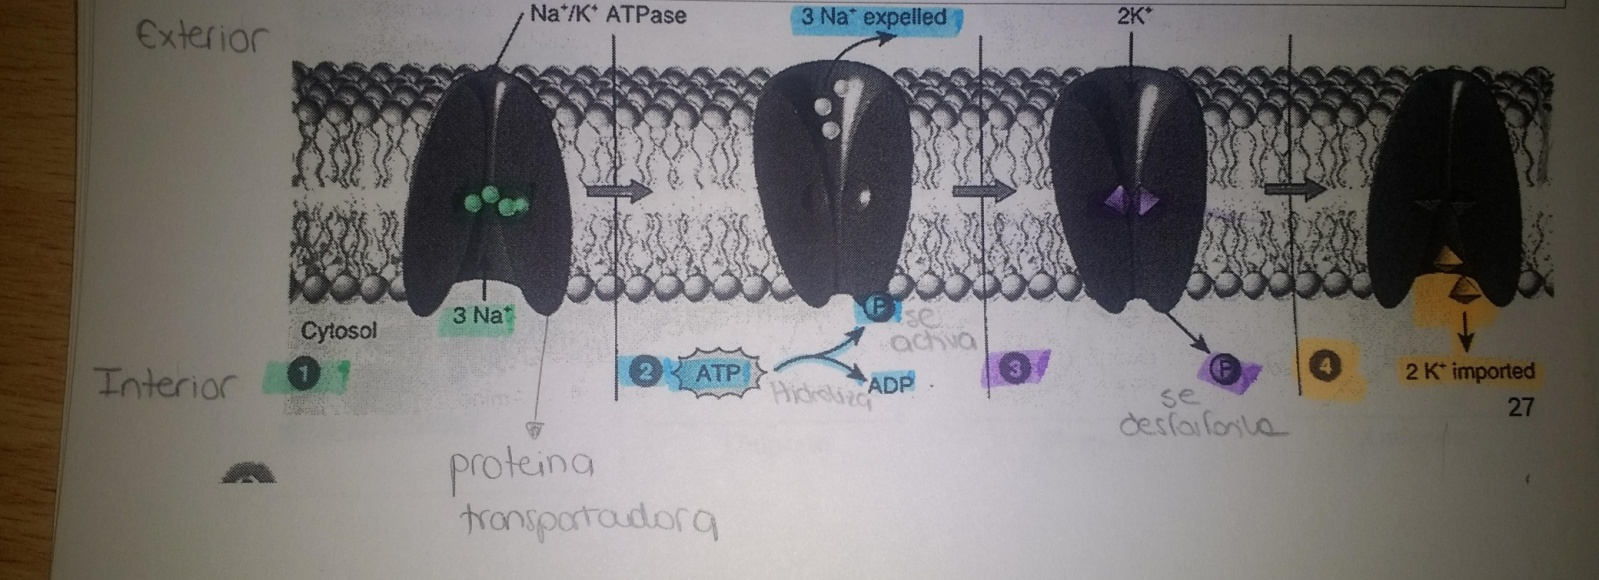 Exterior
Na⁺/K⁺ ATPase
3 Na⁺ expelled
2K⁺
3 Na⁺
Cytosol
Interior
1
2
ATP
Hidroliza
P
se
activa
ADP
3
P
se
desfosforila
4
2 K⁺ imported
27
proteina
transportadora